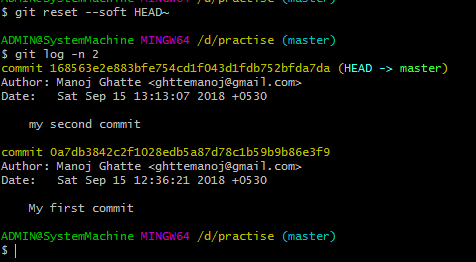 $ git reset --soft HEAD~
ADMIN@SystemMachine MINGW64 /d/practise (master)
$ git log -n 2
commit 168563e2e883bfe754cd1f043d1fdb752bfda7da (HEAD -> master)
Author: Manoj Ghatte <ghttemanoj@gmail.com>
Date:   Sat Sep 15 13:13:07 2018 +0530
    my second commit
commit 0a7db3842c2f1028edb5a87d78c1b59b9b86e3f9
Author: Manoj Ghatte <ghttemanoj@gmail.com>
Date:   Sat Sep 15 12:36:21 2018 +0530
    My first commit
ADMIN@SystemMachine MINGW64 /d/practise (master)
$